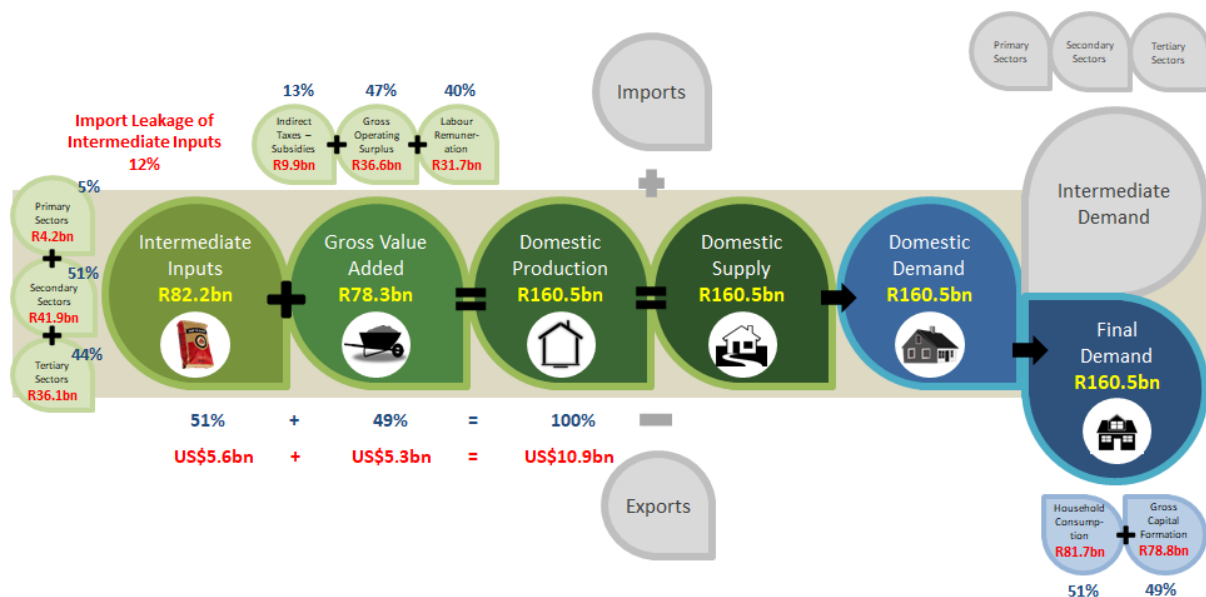 Primary
Sectors
Secondary
Sectors
Tertiary
Sectors
Imports
13%
47%
40%
Indirect
Taxes –
Subsidies
R9.9bn
Gross
Operating
Surplus
R36.6bn
Labour
Remuner-
ation
R31.7bn
Import Leakage of
Intermediate Inputs
12%
5%
Primary
Sectors
R4.2bn
51%
Secondary
Sectors
R41.9bn
44%
Tertiary
Sectors
R36.1bn
Intermediate
Inputs
R82.2bn
Gross Value
Added
R78.3bn
Domestic
Production
R160.5bn
Domestic
Supply
R160.5bn
Domestic
Demand
R160.5bn
Intermediate
Demand
Final
Demand
R160.5bn
51% + 49% = 100%
US$5.6bn + US$5.3bn = US$10.9bn
Exports
Household
Consump-
tion
R81.7bn
Gross
Capital
Formation
R78.8bn
51%
49%